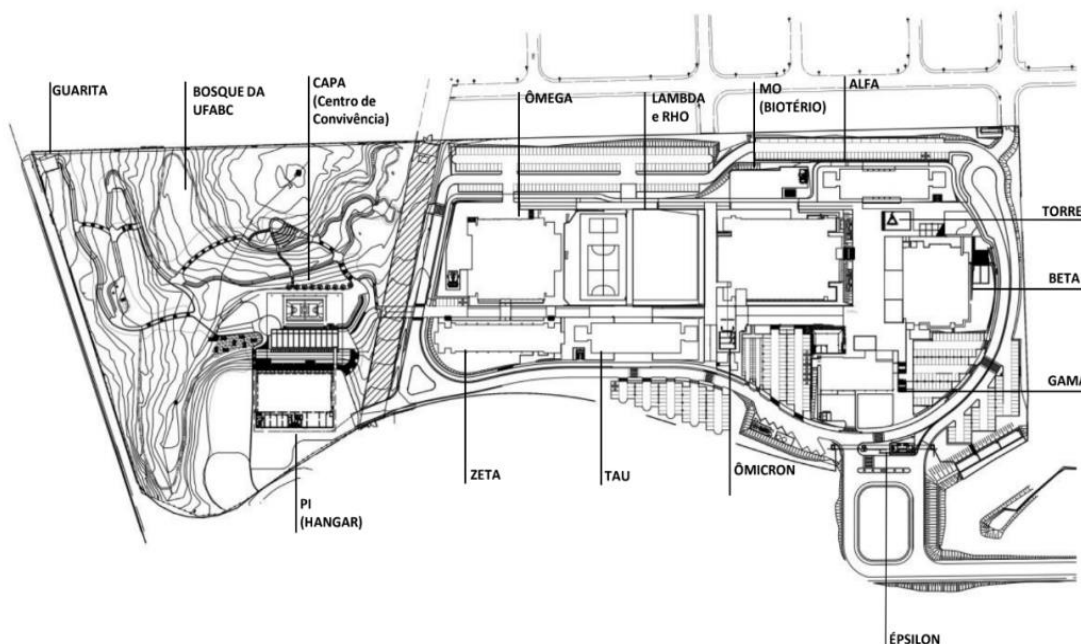 GUARITA
BOSQUE DA
UFABC
CAPA
(Centro de
Convivência)
ÔMEGA
LAMBDA
e RHO
MO
(BIOTÉRIO)
ALFA
TORRE
BETA
GAMA
ZETA
TAU
ÔMICRON
PI
(HANGAR)
ÉPSILON